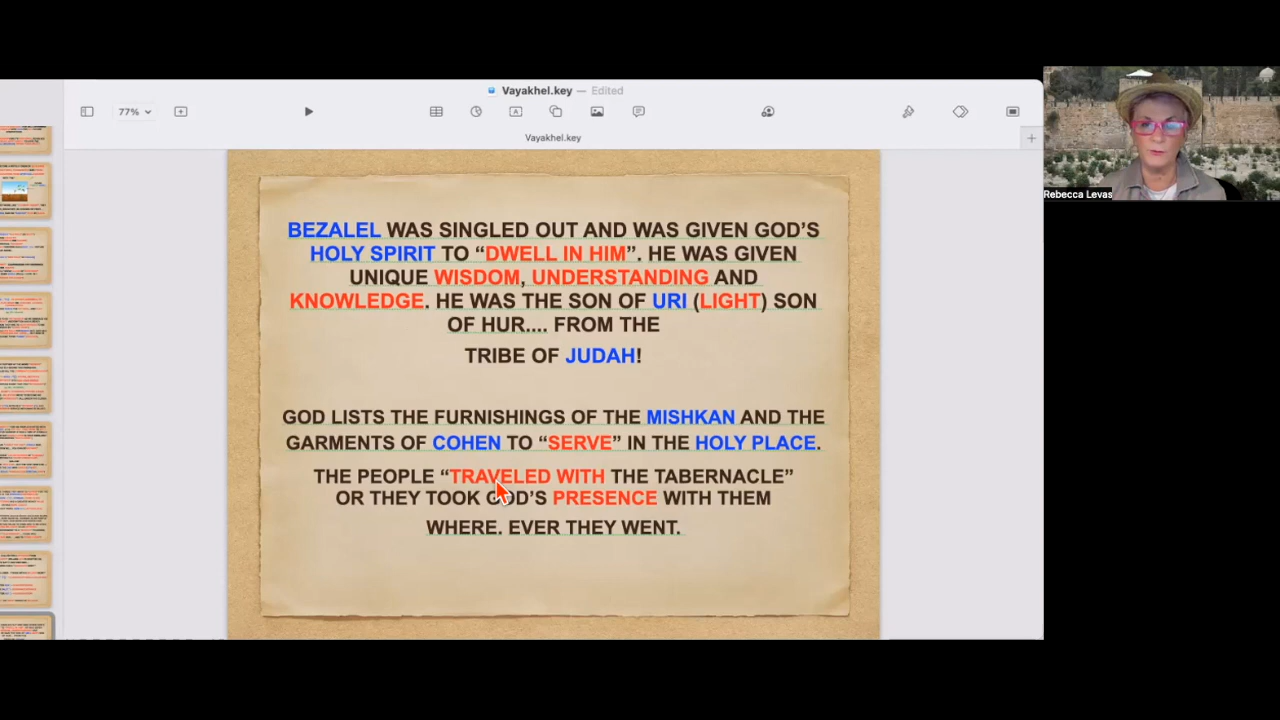 Vayakhel.key — Edited
77%
Vayakhel.key
Rebecca Levas
BEZALEL WAS SINGLED OUT AND WAS GIVEN GOD'S
HOLY SPIRIT TO “DWELL IN HIM”. HE WAS GIVEN
UNIQUE WISDOM, UNDERSTANDING AND
KNOWLEDGE. HE WAS THE SON OF URI (LIGHT) SON
OF HUR.... FROM THE
TRIBE OF JUDAH!
GOD LISTS THE FURNISHINGS OF THE MISHKAN AND THE
GARMENTS OF COHEN TO “SERVE” IN THE HOLY PLACE.
THE PEOPLE “TRAVELED WITH THE TABERNACLE”
OR THEY TOOK GOD'S PRESENCE WITH THEM
WHERE. EVER THEY WENT.